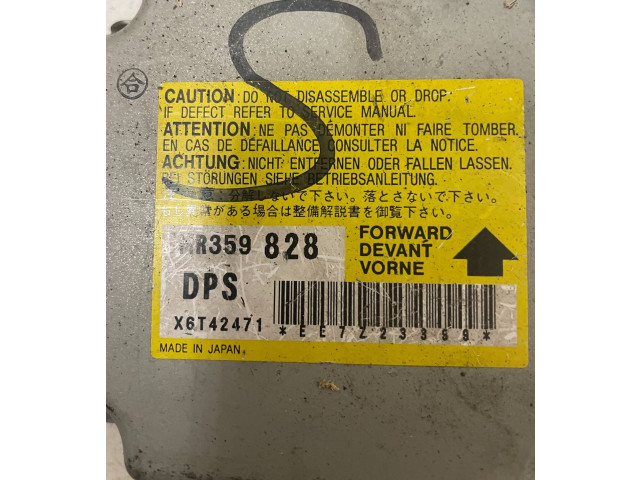 S
合
CAUTION: DO NOT DISASSEMBLE OR DROP.
IF DEFECT REFER TO SERVICE MANUAL.
ATTENTION: NE PAS DÉMONTER NI FAIRE TOMBER.
EN CAS DE DÉFAILLANCE CONSULTER LA NOTICE.
ACHTUNG: NICHT ENTFERNEN ODER FALLEN LASSEN.
BEI STÖRUNGEN SIEHE BETRIEBSANLEITUNG.
分解しないで下さい。落とさないで下さい。
がある場合は整備解説書を御覧下さい。
MR359 828
FORWARD
DEVANT
VORNE
DPS
X6T42471
*EE7Z23399*
MADE IN JAPAN